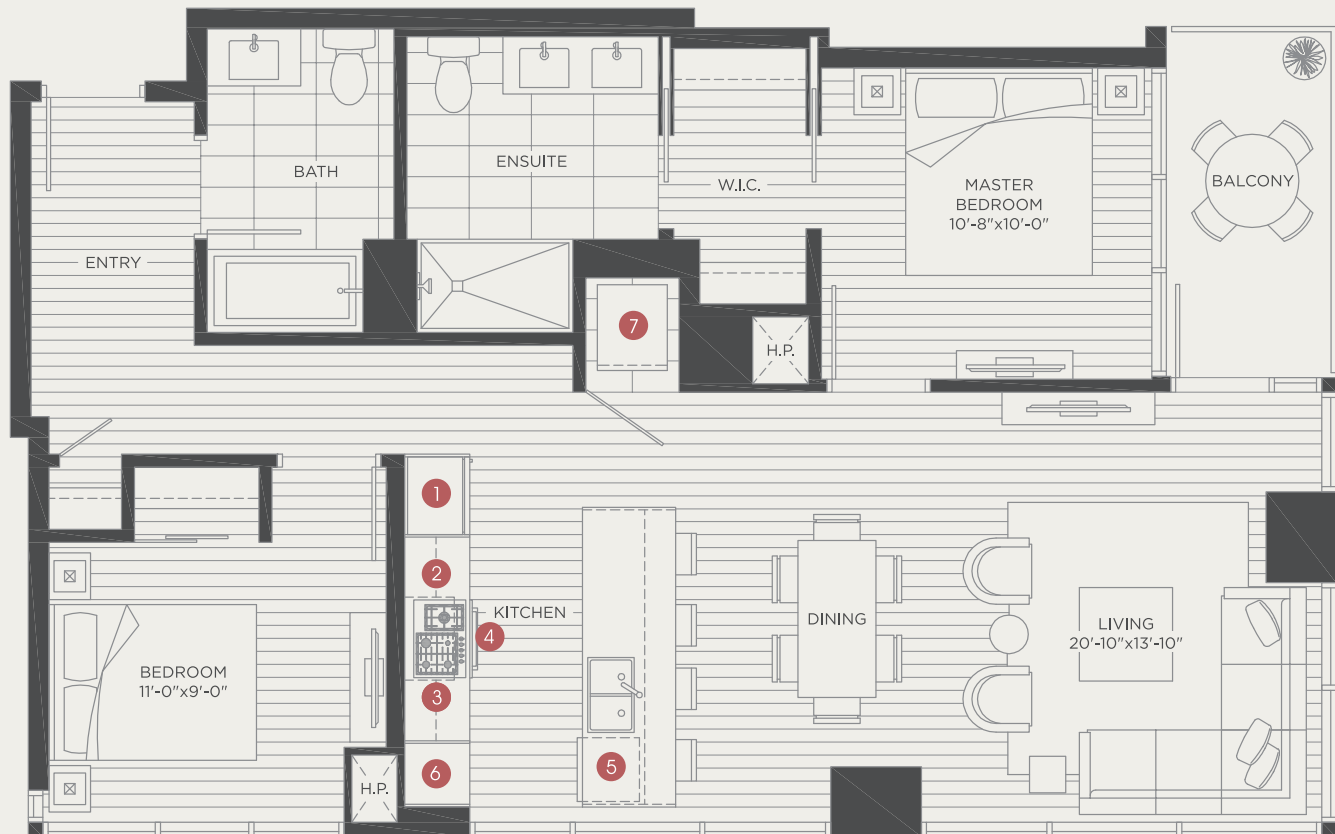 BATH
ENSUITE
W.I.C.
MASTER
BEDROOM
10'-8"x10'-0"
BALCONY
ENTRY
7
H.P.
1
2
KITCHEN
4
3
DINING
LIVING
20'-10"x13'-10"
BEDROOM
11'-0"x9'-0"
5
6
H.P.